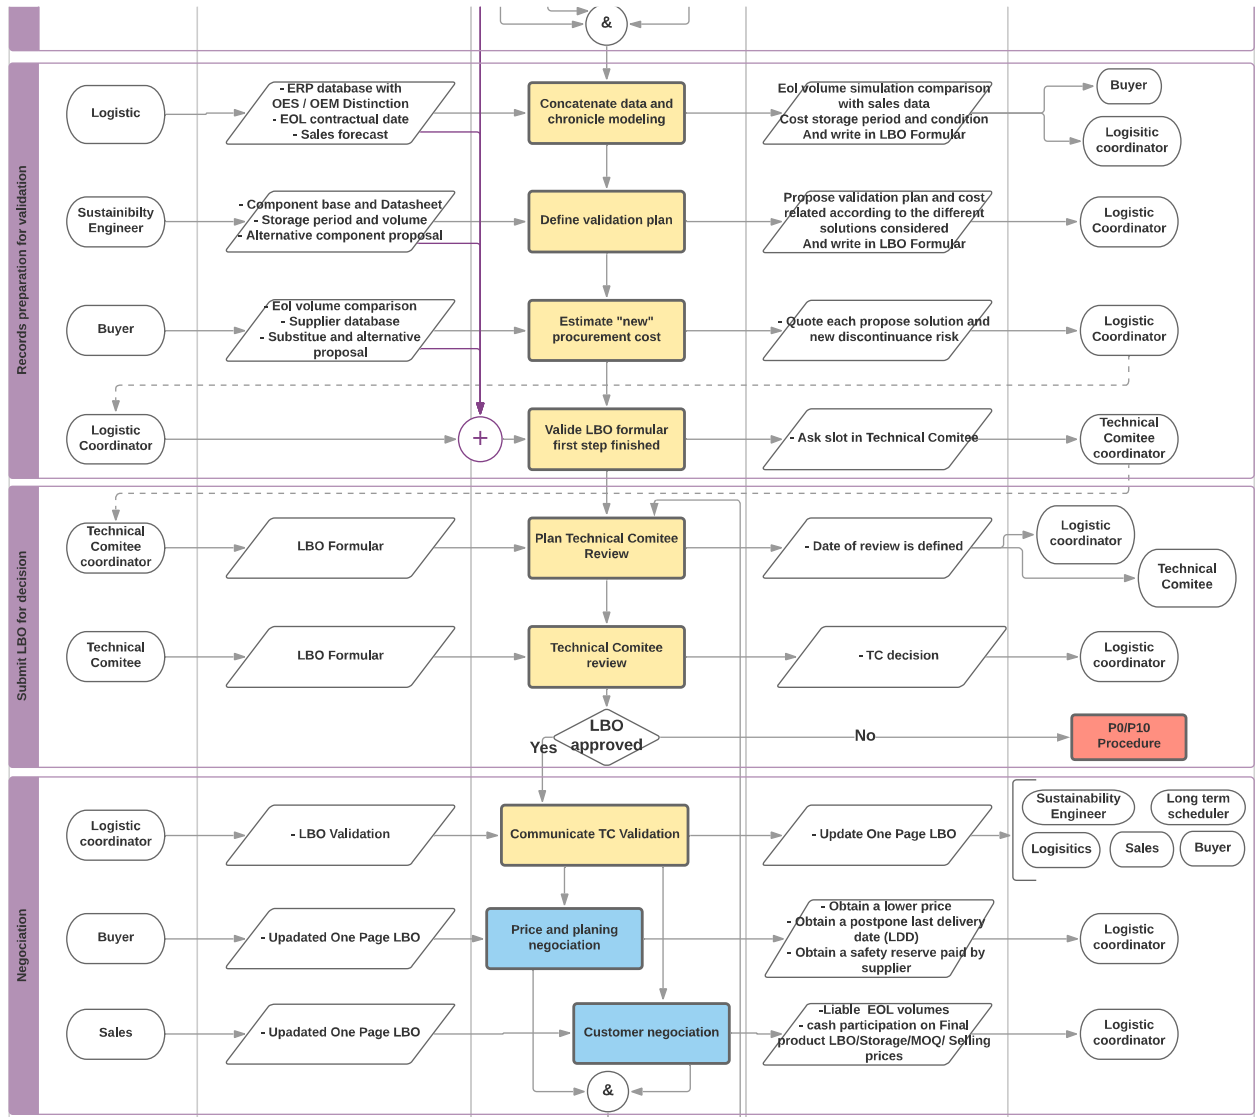 &
Records preparation for validation
Logistic
- ERP database with
OES / OEM Distinction
- EOL contractual date
- Sales forecast
Concatenate data and
chronicle modeling
Eol volume simulation comparison
with sales data
Cost storage period and condition
And write in LBO Formular
Buyer
Logisitic
coordinator
Sustainibilty
Engineer
- Component base and Datasheet
- Storage period and volume
- Alternative component proposal
Define validation plan
Propose validation plan and cost
related according to the different
solutions considered
And write in LBO Formular
Logistic
Coordinator
Buyer
- Eol volume comparison
- Supplier database
- Substitue and alternative
proposal
Estimate "new"
procurement cost
- Quote each propose solution and
new discontinuance risk
Logistic
Coordinator
Logistic
Coordinator
+
Valide LBO formular
first step finished
- Ask slot in Technical Comitee
Technical
Comitee
coordinator
Submit LBO for decision
Technical
Comitee
coordinator
LBO Formular
Plan Technical Comitee
Review
- Date of review is defined
Logistic
coordinator
Technical
Comitee
Technical
Comitee
LBO Formular
Technical Comitee
review
- TC decision
Logistic
coordinator
LBO
approved
Yes
No
P0/P10
Procedure
Negociation
Logistic
coordinator
- LBO Validation
Communicate TC Validation
- Update One Page LBO
Sustainability
Engineer
Long term
scheduler
Logisitics
Sales
Buyer
Buyer
- Upadated One Page LBO
Price and planing
negociation
- Obtain a lower price
- Obtain a postpone last delivery
date (LDD)
- Obtain a safety reserve paid by
supplier
Logistic
coordinator
Sales
- Upadated One Page LBO
Customer negociation
-Liable EOL volumes
- cash participation on Final
product LBO/Storage/MOQ/ Selling
prices
Logistic
coordinator
&